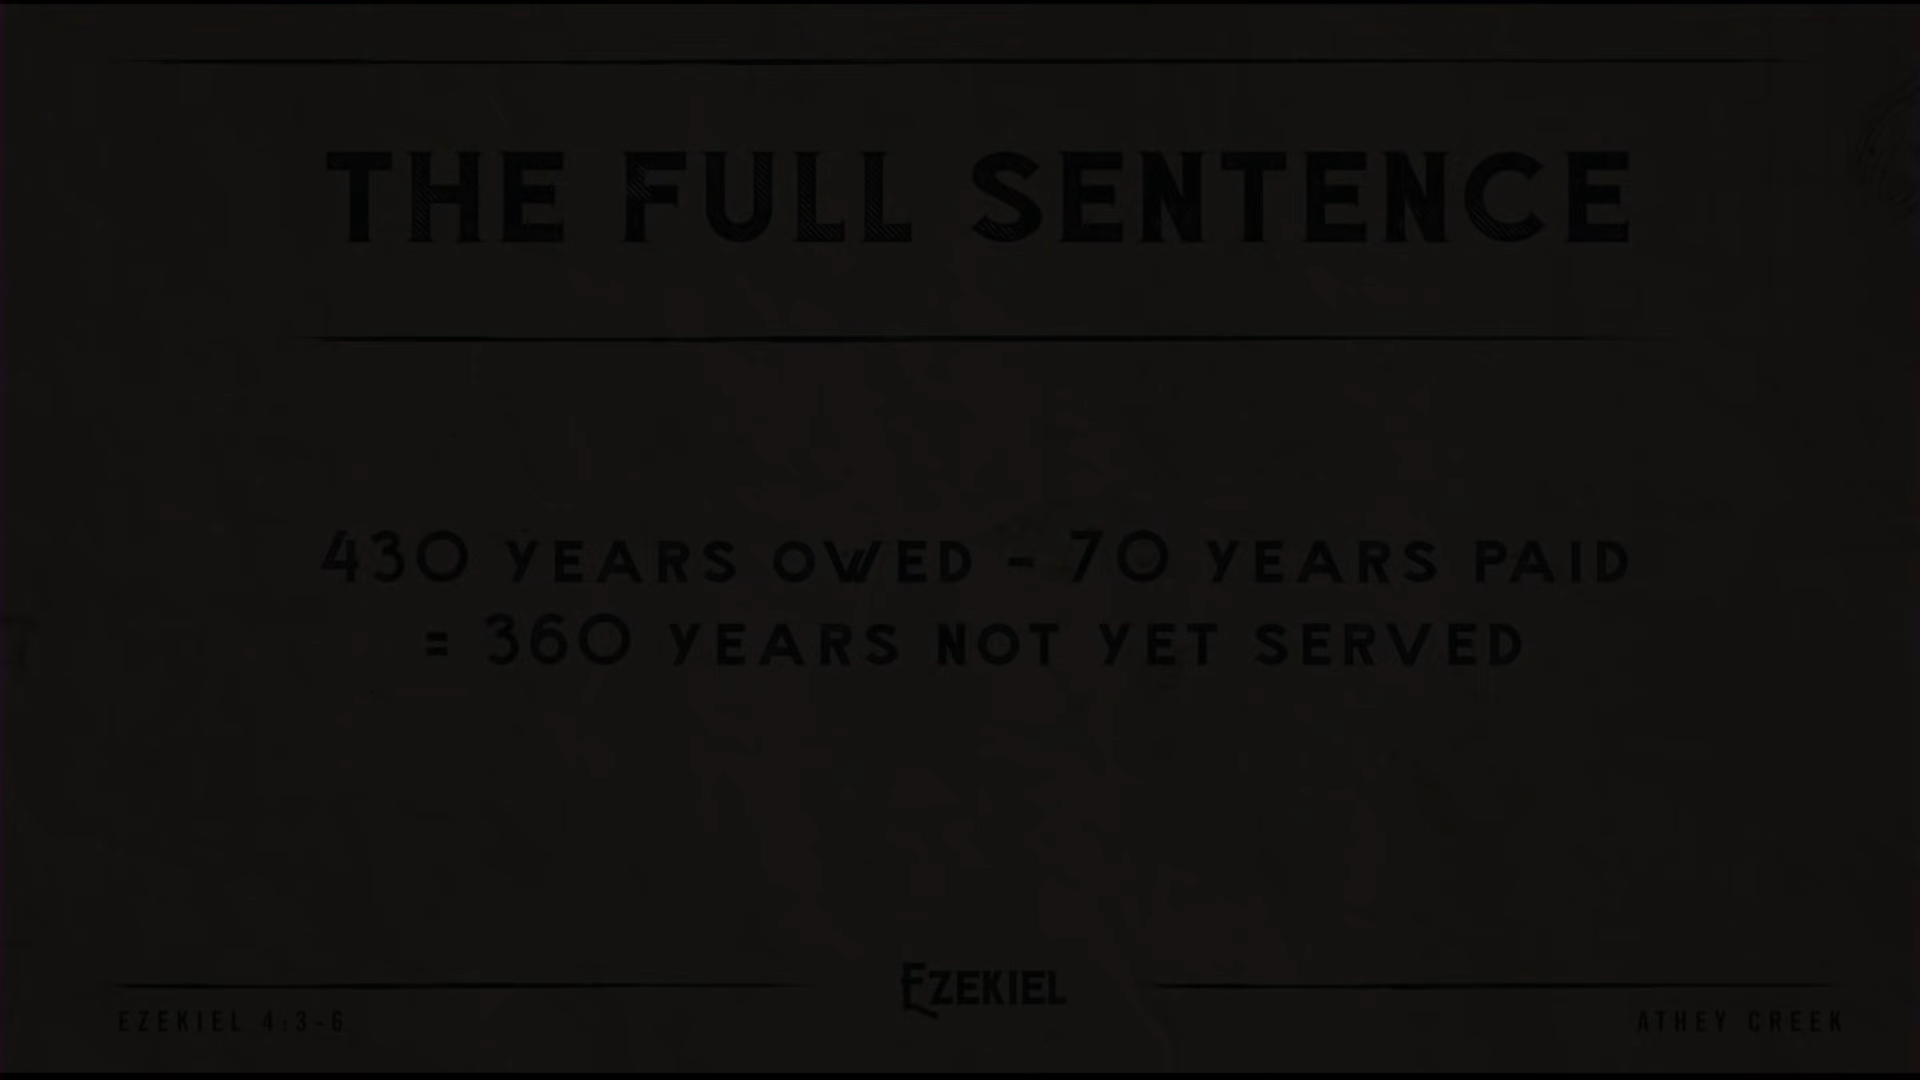 THE FULL SENTENCE
430 YEARS OWED - 70 YEARS PAID
= 360 YEARS NOT YET SERVED
EZEKIEL
EZEKIEL 4:3-6
ATHEY CREEK